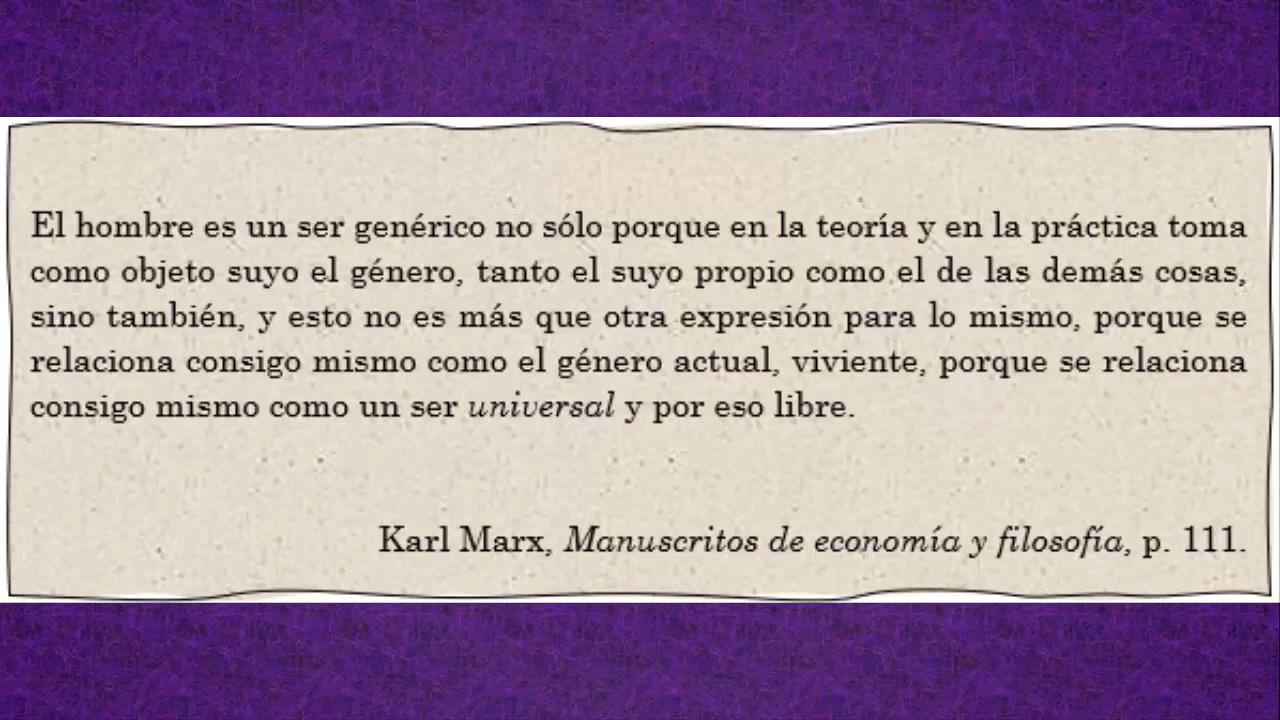 El hombre es un ser genérico no sólo porque en la teoría y en la práctica toma
como objeto suyo el género, tanto el suyo propio como el de las demás cosas,
sino también, y esto no es más que otra expresión para lo mismo, porque se
relaciona consigo mismo como el género actual, viviente, porque se relaciona
consigo mismo como un ser universal y por eso libre.
Karl Marx, Manuscritos de economía y filosofía, p. 111.